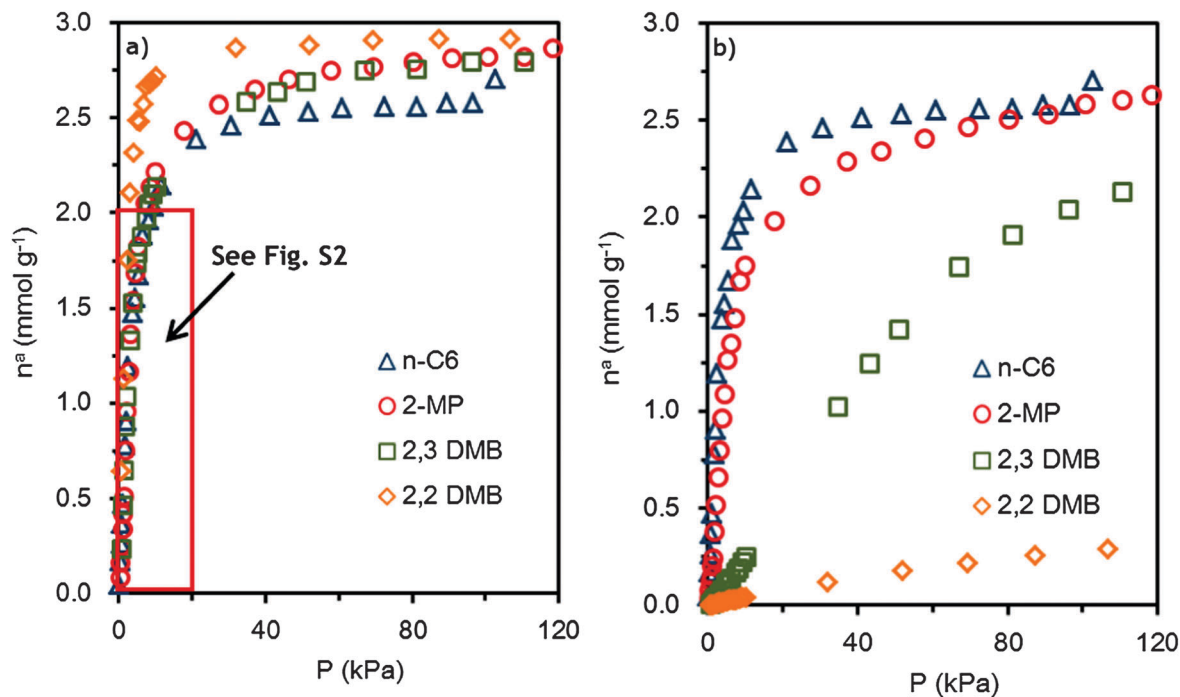 a)
3.0
2.5
2.0
1.5
1.0
0.5
0.0
nᵃ (mmol g⁻¹)
See Fig. S2
n-C6
2-MP
2,3 DMB
2,2 DMB
0 40 80 120
P (kPa)
b)
3.0
2.5
2.0
1.5
1.0
0.5
0.0
nᵃ (mmol g⁻¹)
n-C6
2-MP
2,3 DMB
2,2 DMB
0 40 80 120
P (kPa)